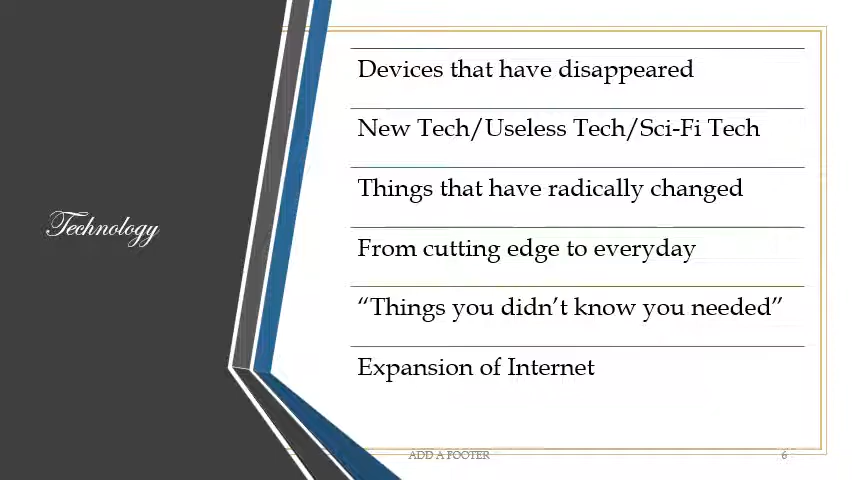 Technology
Devices that have disappeared
New Tech/Useless Tech/Sci-Fi Tech
Things that have radically changed
From cutting edge to everyday
“Things you didn’t know you needed”
Expansion of Internet
ADD A FOOTER
6